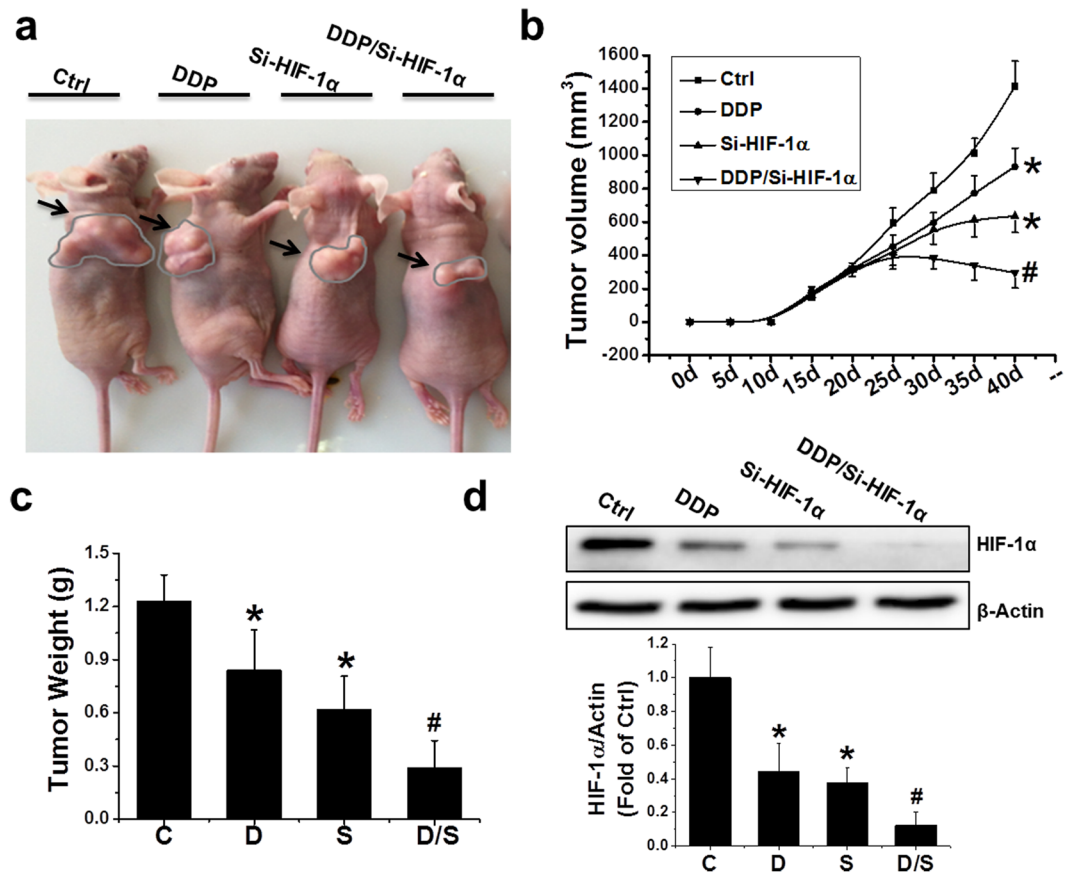 a
Ctrl
DDP
Si-HIF-1α
DDP/Si-HIF-1α
b
Tumor volume (mm³)
1600
1400
1200
1000
800
600
400
200
0
-200
Ctrl
DDP
Si-HIF-1α
DDP/Si-HIF-1α
*
*
#
0d 5d 10d 15d 20d 25d 30d 35d 40d --
c
Tumor Weight (g)
1.5
1.2
0.9
0.6
0.3
0.0
*
*
#
C D S D/S
d
Ctrl
DDP
Si-HIF-1α
DDP/Si-HIF-1α
HIF-1α
β-Actin
HIF-1α/Actin
(Fold of Ctrl)
1.2
1.0
0.8
0.6
0.4
0.2
0.0
*
*
#
C D S D/S